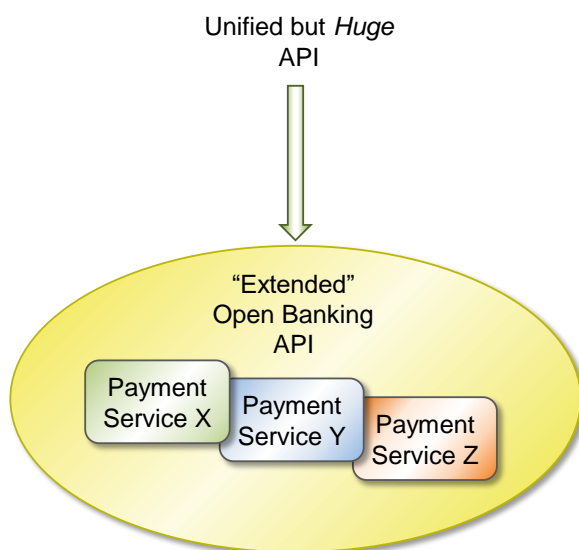 Unified but Huge
API
“Extended”
Open Banking
API
Payment
Service X
Payment
Service Y
Payment
Service Z